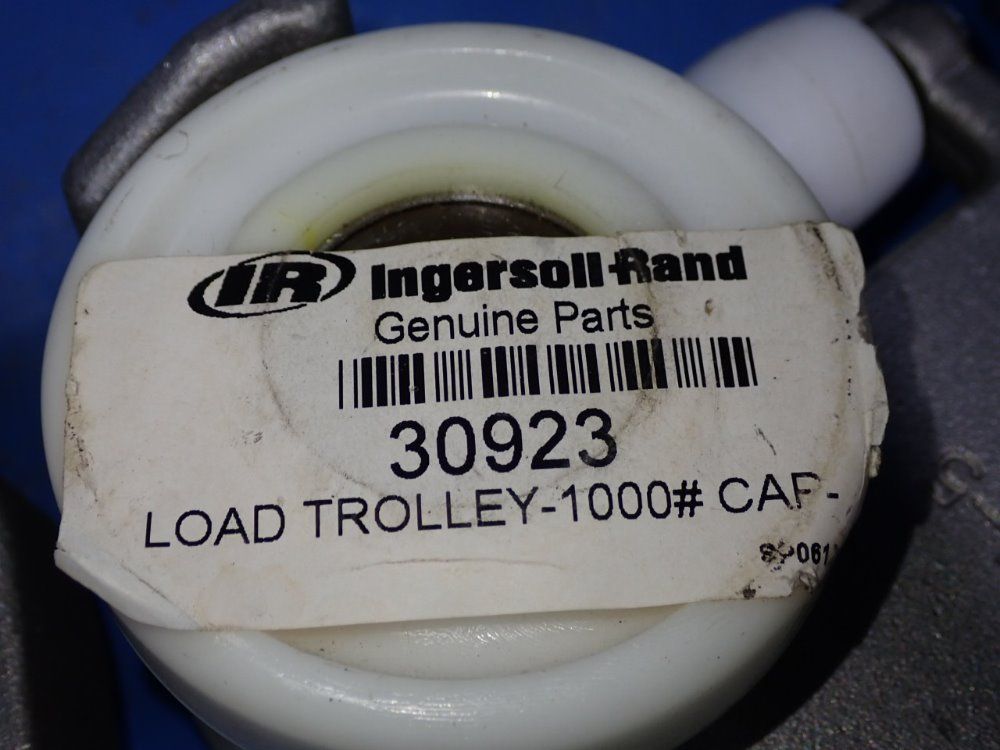 IR Ingersoll-Rand
Genuine Parts
30923
LOAD TROLLEY-1000# CAP-